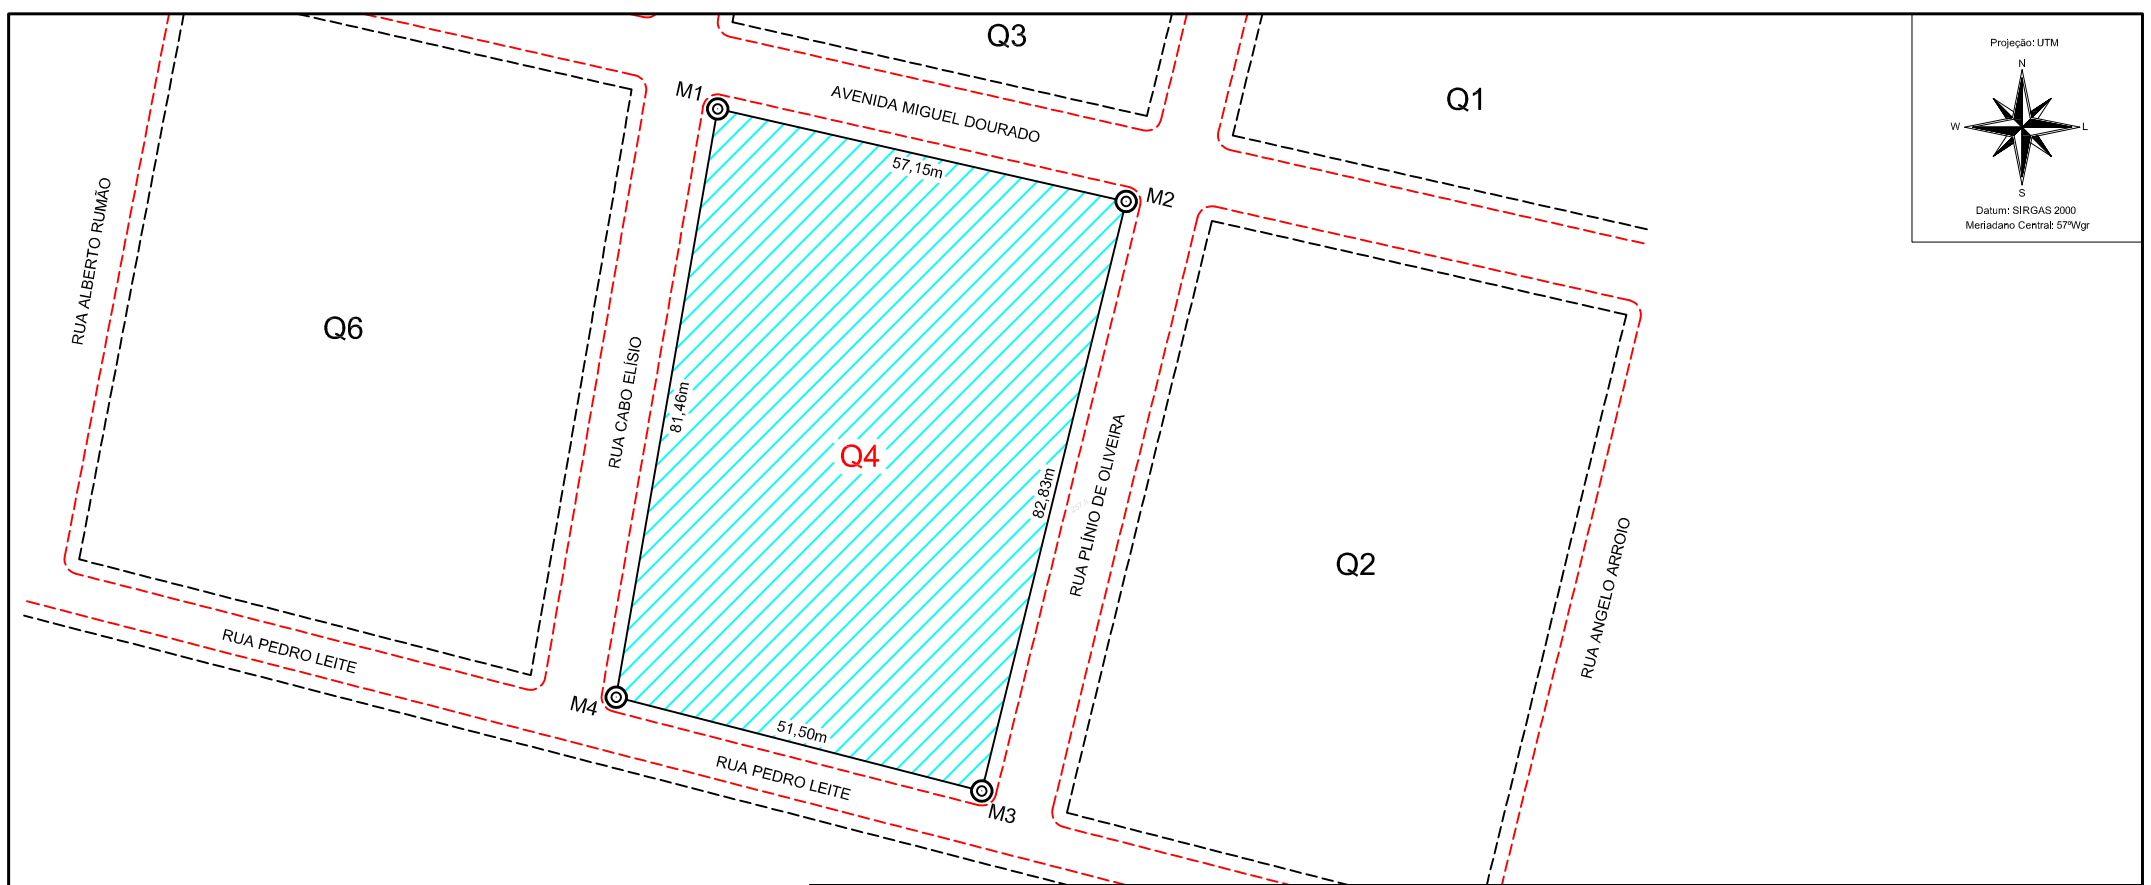 Q3
Projeção: UTM
N
W
L
S
Datum: SIRGAS 2000
Meriadano Central: 57ºWgr
Q1
M1
AVENIDA MIGUEL DOURADO
57,15m
M2
RUA ALBERTO RUMÃO
Q6
RUA CABO ELÍSIO
81,46m
Q4
82,83m
RUA PLÍNIO DE OLIVEIRA
Q2
RUA ANGELO ARROIO
RUA PEDRO LEITE
M4
51,50m
RUA PEDRO LEITE
M3